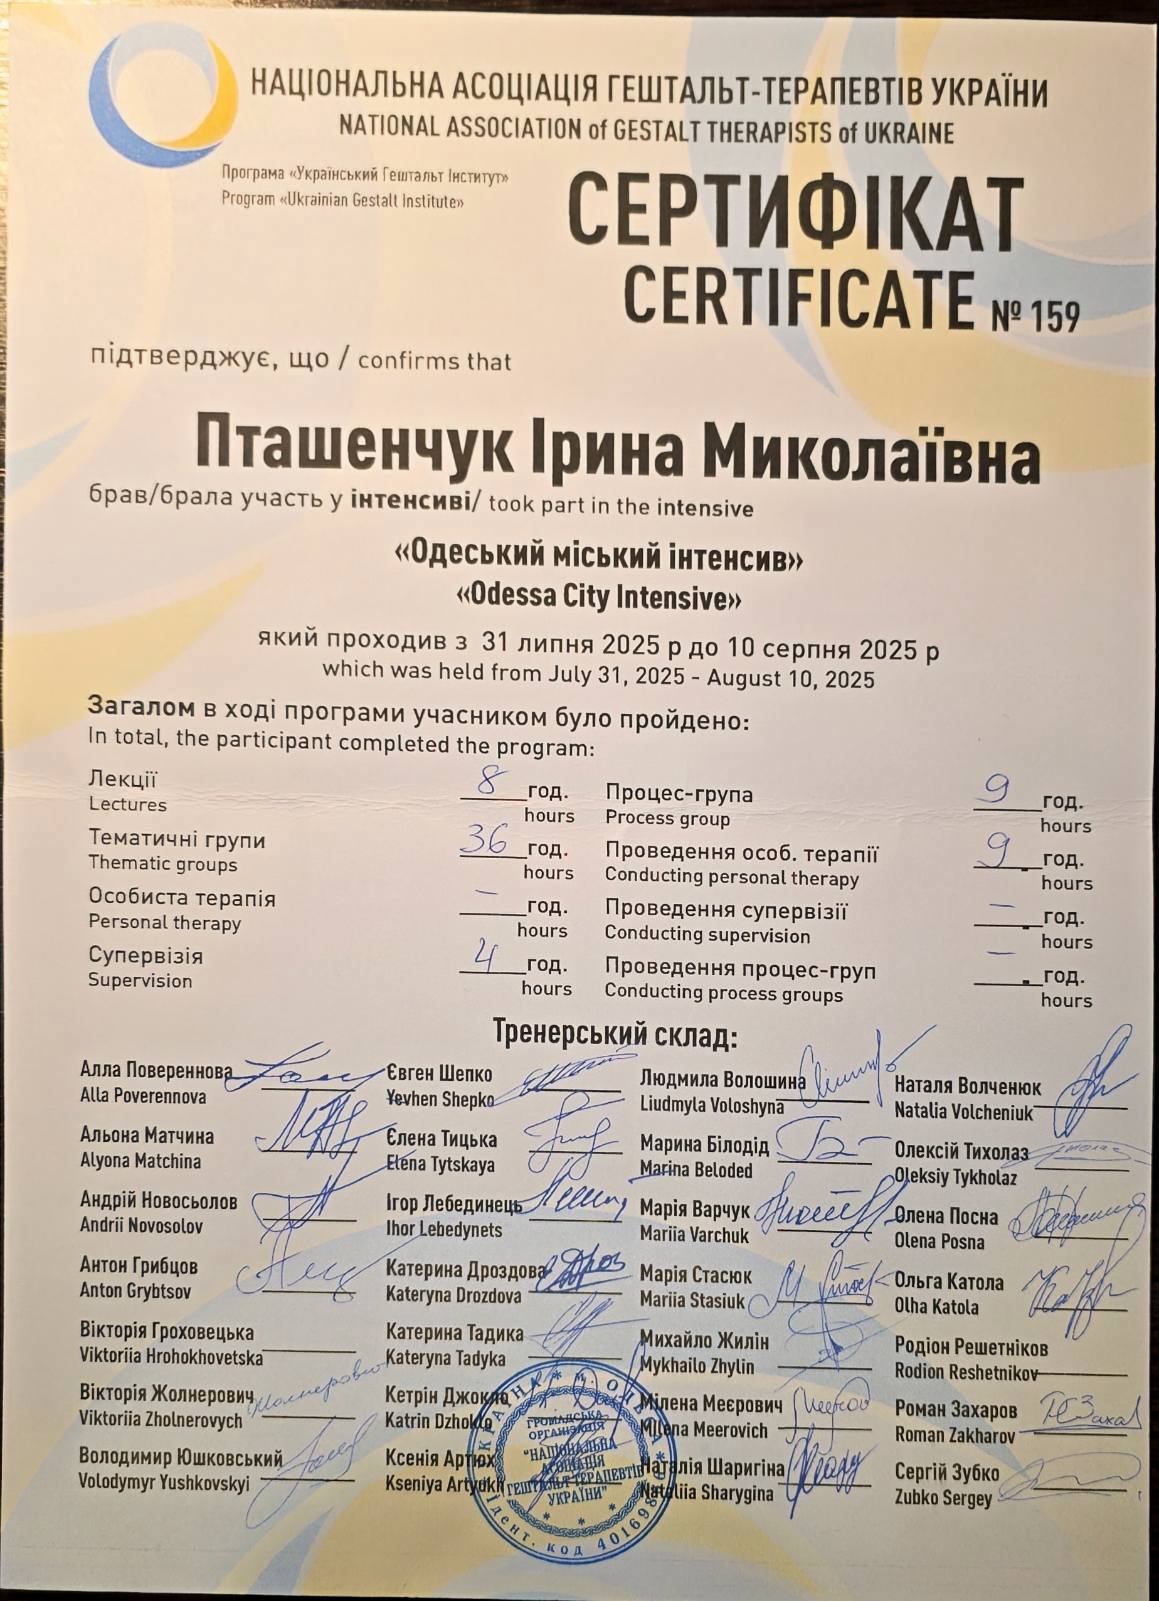 НАЦІОНАЛЬНА АСОЦІАЦІЯ ГЕШТАЛЬТ-ТЕРАПЕВТІВ УКРАЇНИ
NATIONAL ASSOCIATION of GESTALT THERAPISTS of UKRAINE
Програма «Український Гештальт Інститут»
Program «Ukrainian Gestalt Institute»
СЕРТИФІКАТ
CERTIFICATE № 159
підтверджує, що / confirms that
Пташенчук Ірина Миколаївна
брав/брала участь у інтенсиві/ took part in the intensive
«Одеський міський інтенсив»
«Odessa City Intensive»
який проходив з 31 липня 2025 р до 10 серпня 2025 р
which was held from July 31, 2025 - August 10, 2025
Загалом в ході програми учасником було пройдено:
In total, the participant completed the program:
Лекції 8 год.
Lectures hours
Тематичні групи 36 год.
Thematic groups hours
Особиста терапія – год.
Personal therapy hours
Супервізія 4 год.
Supervision hours
Процес-група 9 год.
Process group hours
Проведення особ. терапії 9 год.
Conducting personal therapy hours
Проведення супервізії – год.
Conducting supervision hours
Проведення процес-груп – год.
Conducting process groups hours
Тренерський склад:
Алла Повереннова
Alla Poverennova
Альона Матчина
Alyona Matchina
Андрій Новосьолов
Andrii Novosolov
Антон Грибцов
Anton Grybtsov
Вікторія Гроховецька
Viktoriia Hrohokhovetska
Вікторія Жолнерович
Viktoriia Zholnerovych
Володимир Юшковський
Volodymyr Yushkovskyi
Євген Шепко
Yevhen Shepko
Єлена Тицька
Elena Tytskaya
Ігор Лебединець
Ihor Lebedynets
Катерина Дроздова
Kateryna Drozdova
Катерина Тадика
Kateryna Tadyka
Кетрін Джокло
Katrin Dzhoklo
Ксенія Артюх
Kseniya Artyukh
Людмила Волошина
Liudmyla Voloshyna
Марина Білодід
Marina Beloded
Марія Варчук
Mariia Varchuk
Марія Стасюк
Mariia Stasiuk
Михайло Жилін
Mykhailo Zhylin
Мілена Меєрович
Milena Meerovich
Наталія Шаригіна
Nataliia Sharygina
Наталя Волченюк
Natalia Volcheniuk
Олексій Тихолаз
Oleksiy Tykholaz
Олена Посна
Olena Posna
Ольга Катола
Olha Katola
Родіон Решетніков
Rodion Reshetnikov
Роман Захаров
Roman Zakharov
Сергій Зубко
Zubko Sergey
ГРОМАДСЬКА
ОРГАНІЗАЦІЯ
"НАЦІОНАЛЬНА
АСОЦІАЦІЯ
ГЕШТАЛЬТ-ТЕРАПЕВТІВ
УКРАЇНИ"